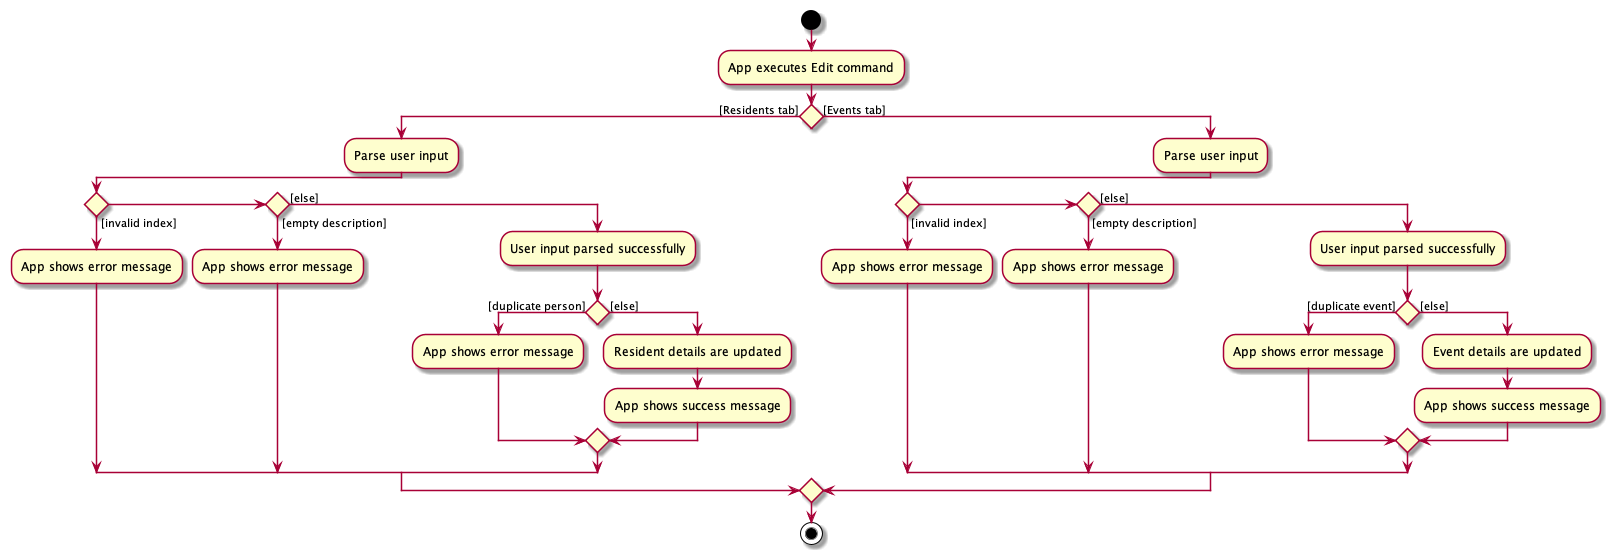 App executes Edit command
[Residents tab]
[Events tab]
Parse user input
[invalid index]
App shows error message
[else]
[empty description]
App shows error message
User input parsed successfully
[duplicate person]
[else]
App shows error message
Resident details are updated
App shows success message
Parse user input
[invalid index]
App shows error message
[else]
[empty description]
App shows error message
User input parsed successfully
[duplicate event]
[else]
App shows error message
Event details are updated
App shows success message